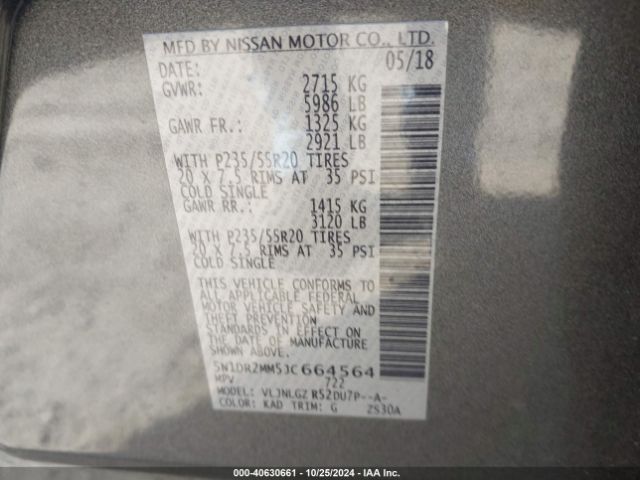 MFD BY NISSAN MOTOR CO., LTD.
DATE: 05/18
GVWR: 2715 KG
5986 LB
GAWR FR.: 1325 KG
2921 LB
WITH P235/55R20 TIRES
20 X 7.5 RIMS AT 35 PSI
COLD SINGLE
GAWR RR.: 1415 KG
3120 LB
WITH P235/55R20 TIRES
20 X 7.5 RIMS AT 35 PSI
COLD SINGLE
THIS VEHICLE CONFORMS TO
ALL APPLICABLE FEDERAL
MOTOR VEHICLE SAFETY AND
THEFT PREVENTION
STANDARDS IN EFFECT ON
THE DATE OF MANUFACTURE
SHOWN ABOVE.
5N1DR2MM5JC664564
MPV 722
MODEL: VLJNLGZ R52DU7P--A-
COLOR: KAD TRIM: G 2S30A
000-40630661 - 10/25/2024 - IAA Inc.